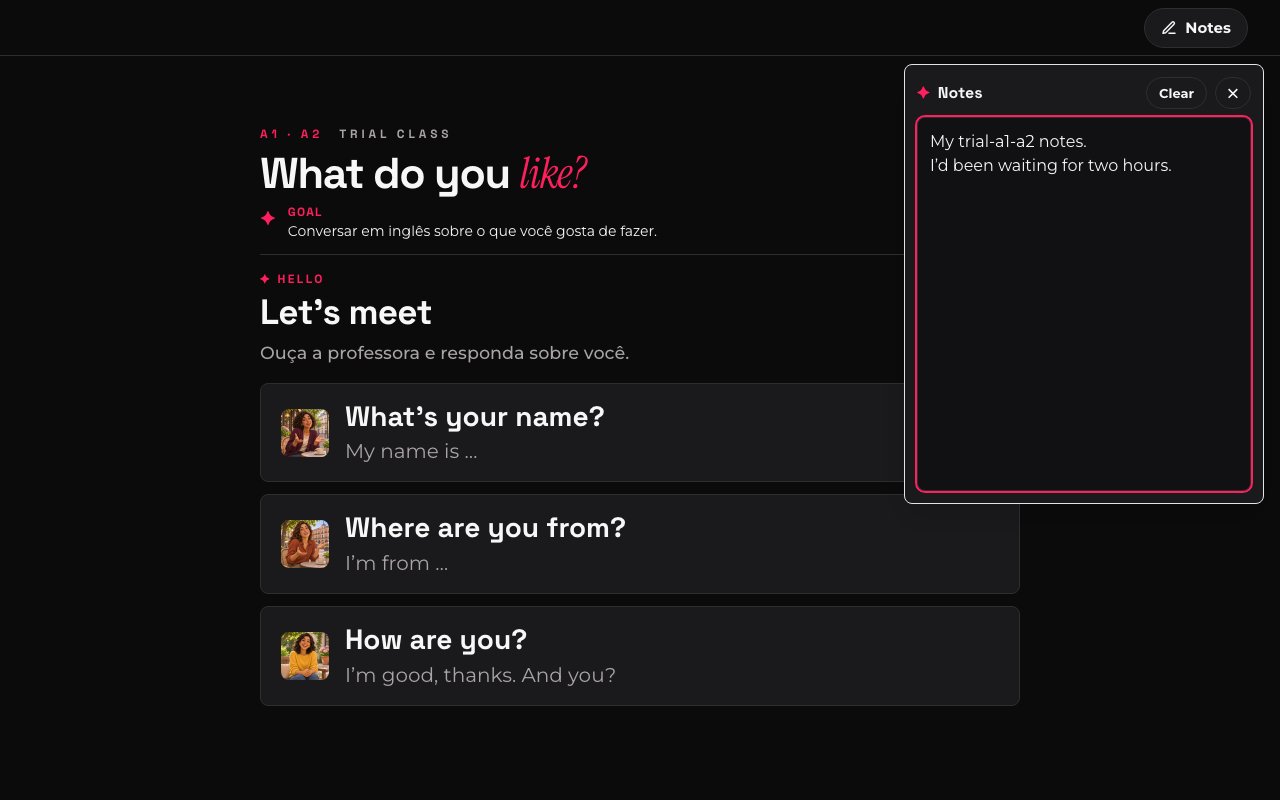 Notes
Notes
Clear
My trial-a1-a2 notes.
I'd been waiting for two hours.
A1 · A2 TRIAL CLASS
What do you like?
GOAL
Conversar em inglês sobre o que você gosta de fazer.
HELLO
Let's meet
Ouça a professora e responda sobre você.
What's your name?
My name is ...
Where are you from?
I'm from ...
How are you?
I'm good, thanks. And you?